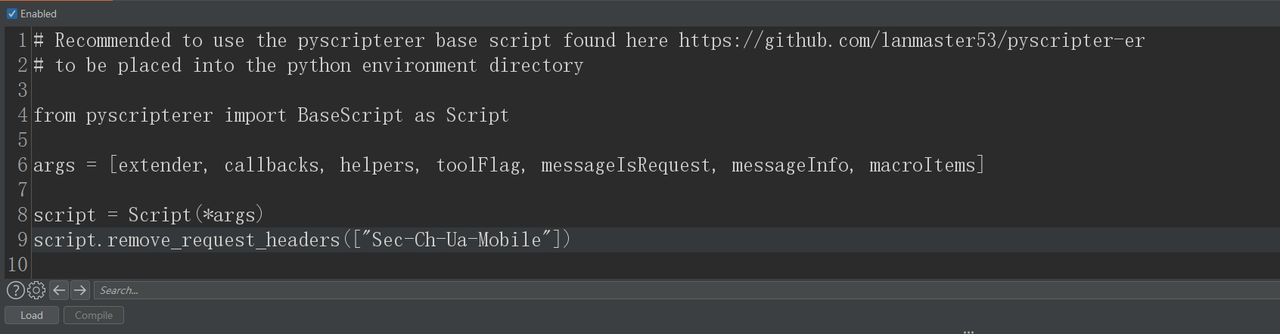 Enabled
1 # Recommended to use the pyscripterer base script found here https://github.com/lanmaster53/pyscripter-er
2 # to be placed into the python environment directory
3
4 from pyscripterer import BaseScript as Script
5
6 args = [extender, callbacks, helpers, toolFlag, messageIsRequest, messageInfo, macroItems]
7
8 script = Script(*args)
9 script.remove_request_headers(["Sec-Ch-Ua-Mobile"])
10
Search...
Load Compile